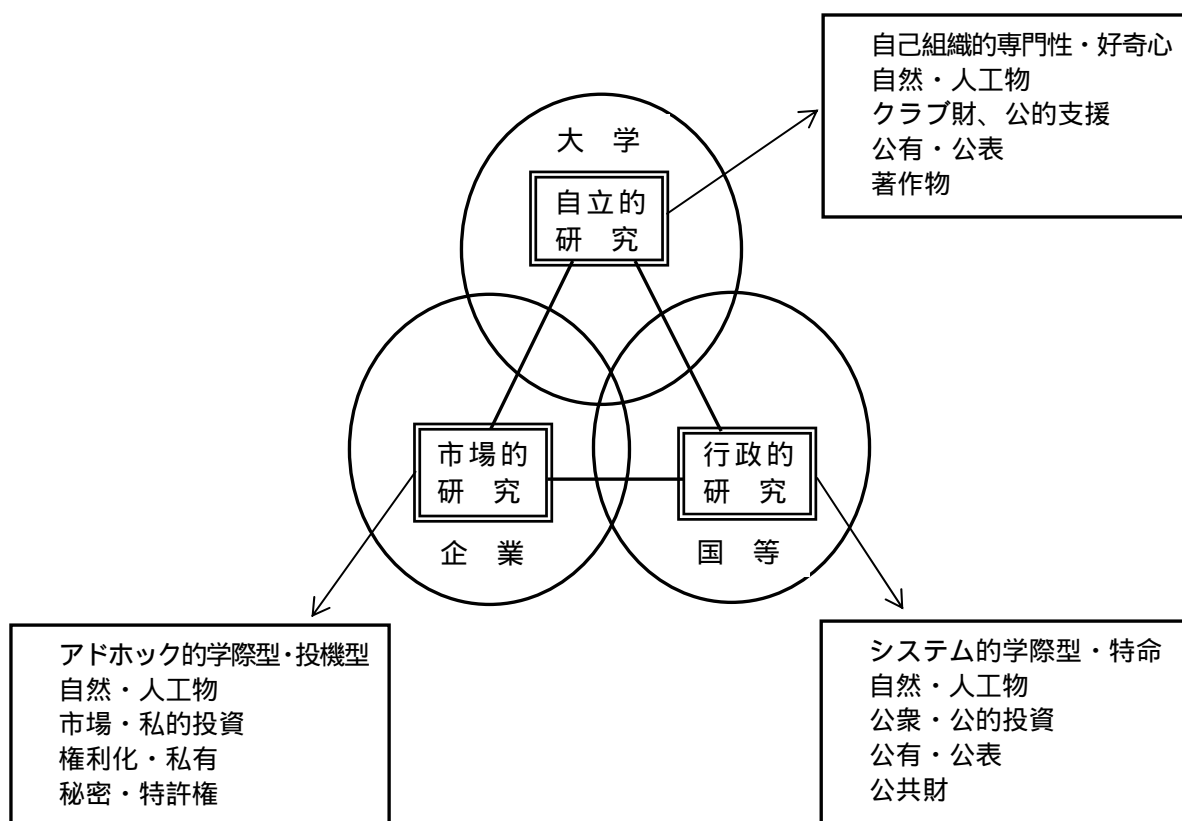 自己組織的専門性・好奇心
自然・人工物
クラブ財、公的支援
公有・公表
著作物
大 学
自立的
研 究
市場的
研 究
行政的
研 究
企 業
国 等
アドホック的学際型・投機型
自然・人工物
市場・私的投資
権利化・私有
秘密・特許権
システム的学際型・特命
自然・人工物
公衆・公的投資
公有・公表
公共財